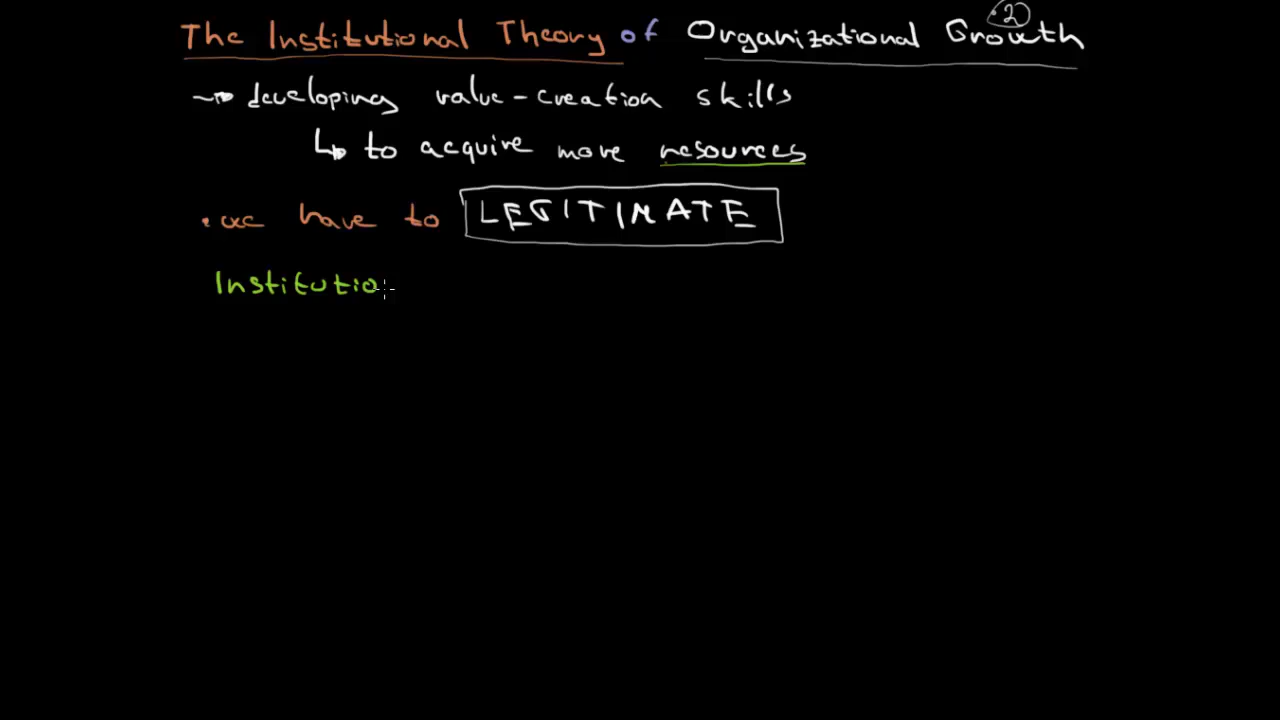 2
The Institutional Theory of Organizational Growth
developing value-creation skills
to acquire more resources
we have to LEGITIMATE
Institutio